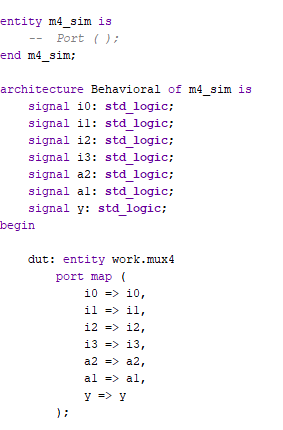 entity m4_sim is
--  Port ( );
end m4_sim;
architecture Behavioral of m4_sim is
signal i0: std_logic;
signal i1: std_logic;
signal i2: std_logic;
signal i3: std_logic;
signal a2: std_logic;
signal a1: std_logic;
signal y: std_logic;
begin
dut: entity work.mux4
port map (
i0 => i0,
i1 => i1,
i2 => i2,
i3 => i3,
a2 => a2,
a1 => a1,
y => y
);